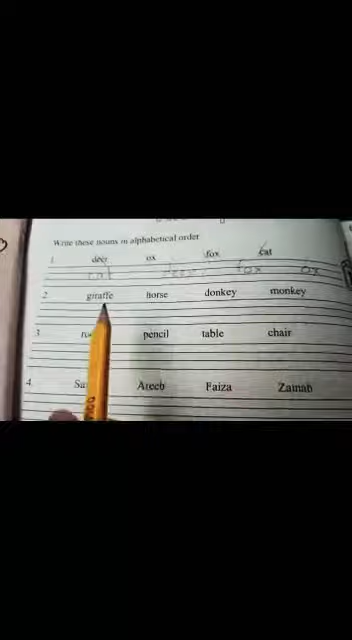 Write these nouns in alphabetical order
1. deer ox fox cat
cat deer fox ox
2. giraffe horse donkey monkey
3. pencil table chair
4. Areeb Faiza Zainab